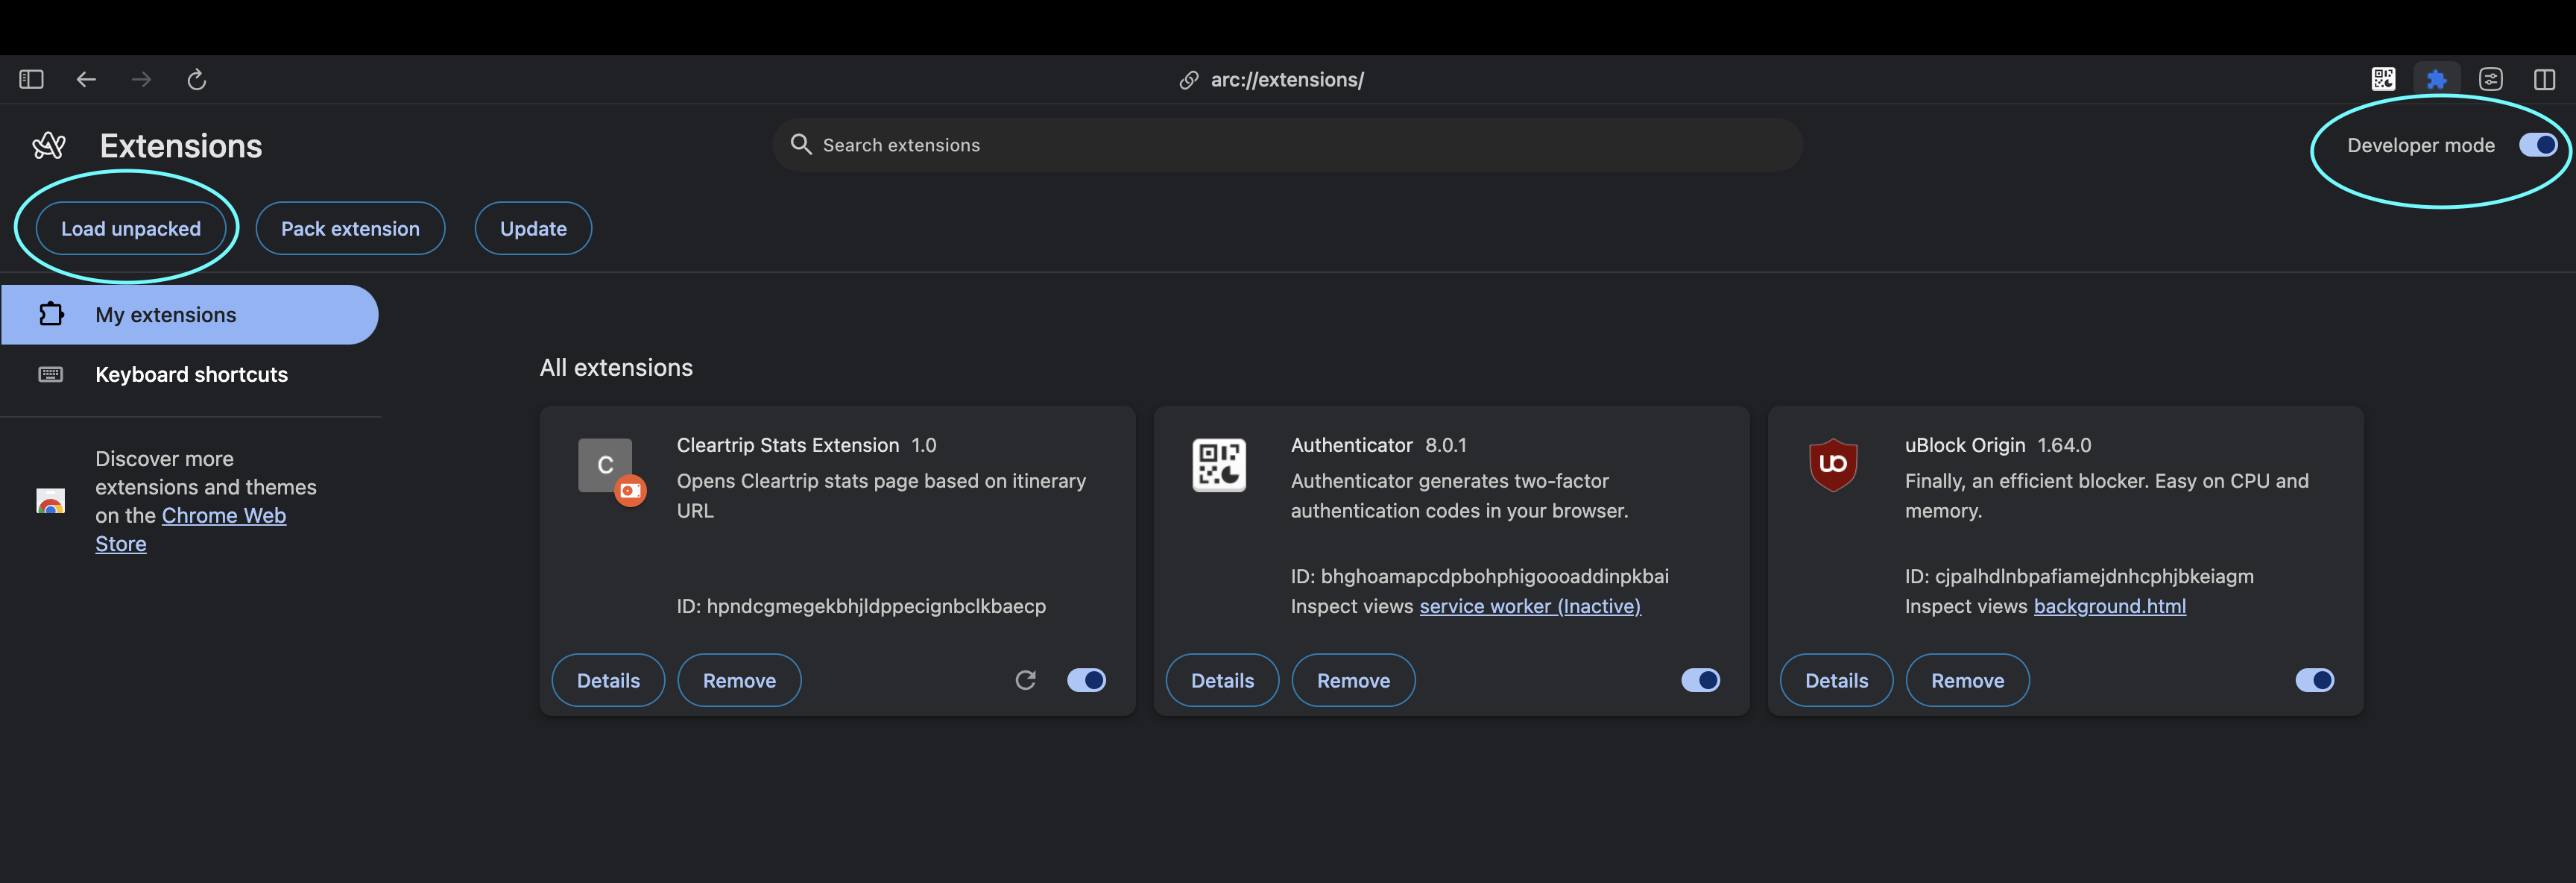 arc://extensions/
Extensions
Search extensions
Developer mode
Load unpacked
Pack extension
Update
My extensions
Keyboard shortcuts
Discover more
extensions and themes
on the Chrome Web
Store
All extensions
C
Cleartrip Stats Extension 1.0
Opens Cleartrip stats page based on itinerary
URL
ID: hpndcgmegekbhjldppecignbclkbaecp
Details
Remove
Authenticator 8.0.1
Authenticator generates two-factor
authentication codes in your browser.
ID: bhghoamapcdpbohphigoooaddinpkbai
Inspect views service worker (Inactive)
Details
Remove
uBlock Origin 1.64.0
Finally, an efficient blocker. Easy on CPU and
memory.
ID: cjpalhdlnbpafiamejdnhcphjbkeiagm
Inspect views background.html
Details
Remove